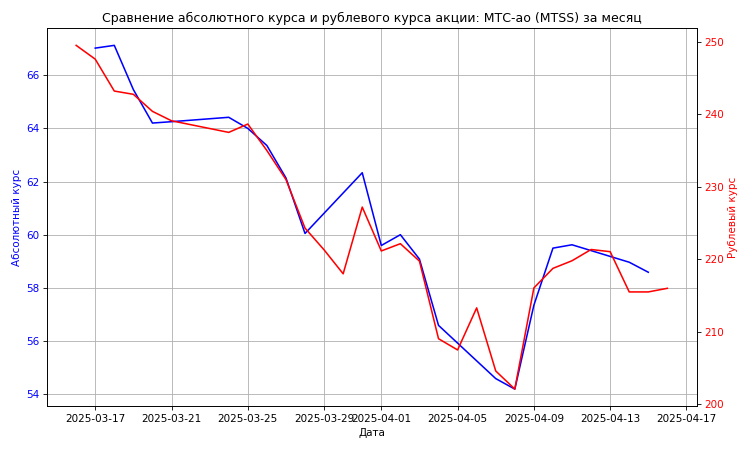 Сравнение абсолютного курса и рублевого курса акции: МТС-ао (MTSS) за месяц
66
64
62
60
58
56
54
Абсолютный курс
250
240
230
220
210
200
Рублевый курс
2025-03-17 2025-03-21 2025-03-25 2025-03-29 2025-04-01 2025-04-05 2025-04-09 2025-04-13 2025-04-17
Дата